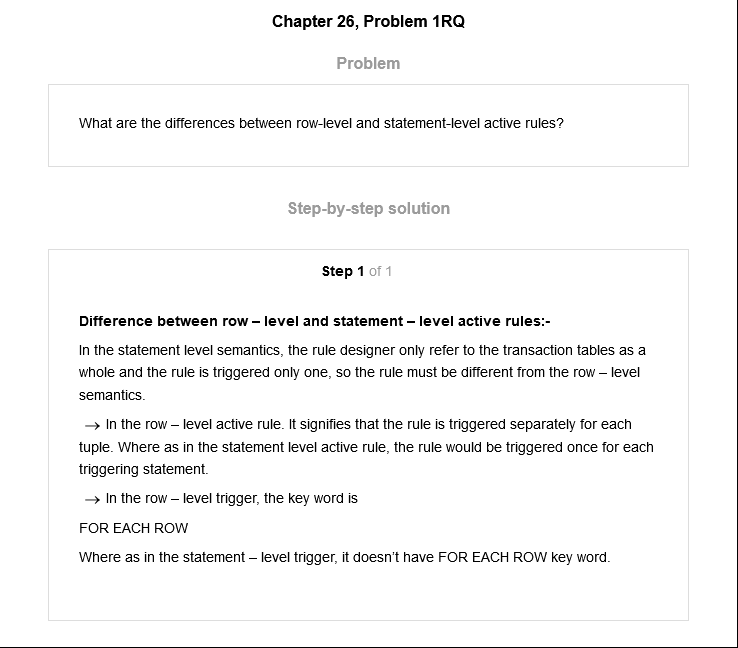 Chapter 26, Problem 1RQ
Problem
What are the differences between row-level and statement-level active rules?
Step-by-step solution
Step 1 of 1
Difference between row – level and statement – level active rules:-
In the statement level semantics, the rule designer only refer to the transaction tables as a
whole and the rule is triggered only one, so the rule must be different from the row – level
semantics.
→ In the row – level active rule. It signifies that the rule is triggered separately for each
tuple. Where as in the statement level active rule, the rule would be triggered once for each
triggering statement.
→ In the row – level trigger, the key word is
FOR EACH ROW
Where as in the statement – level trigger, it doesn't have FOR EACH ROW key word.